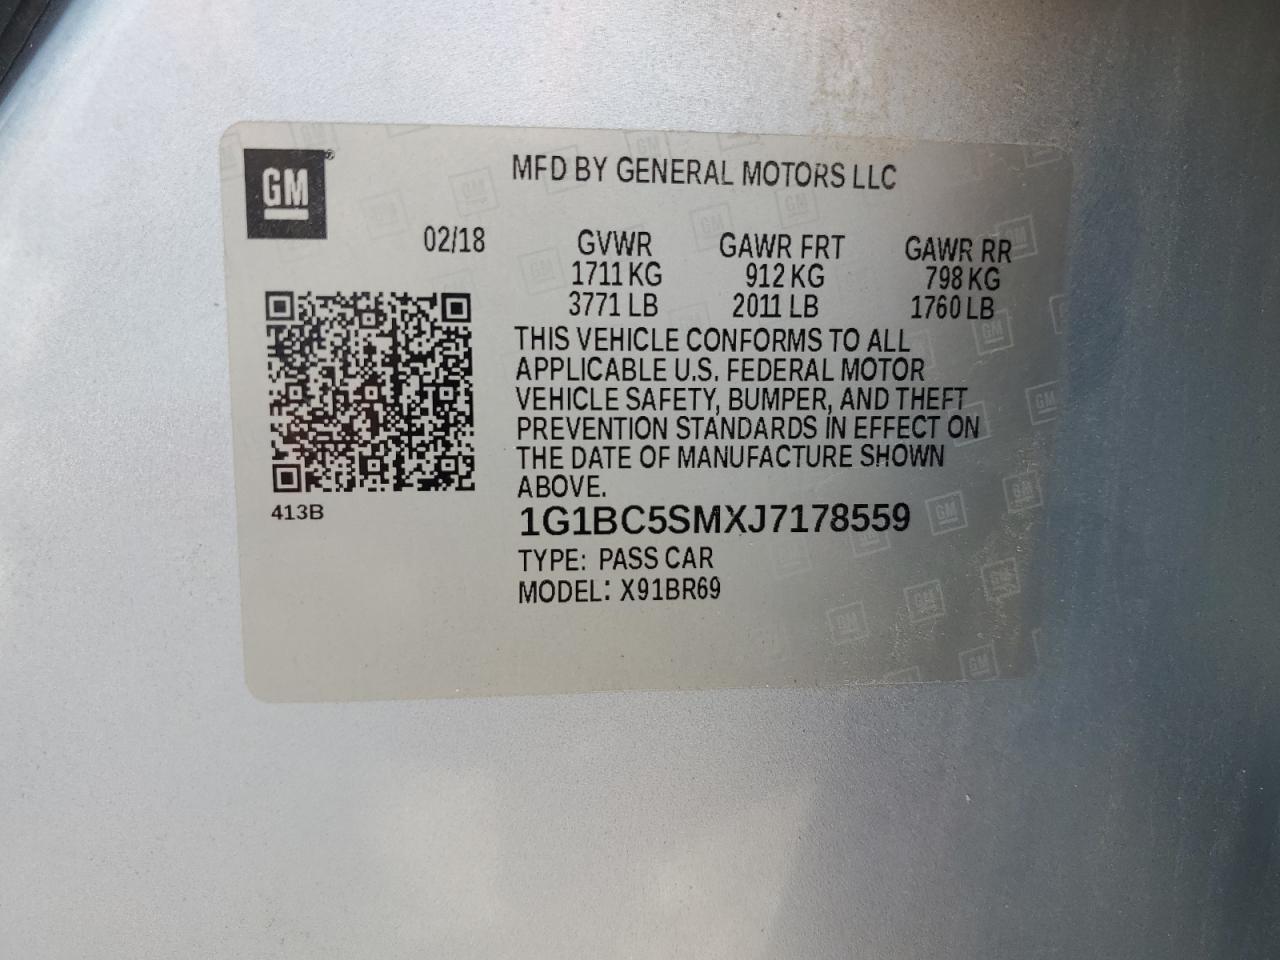 GM
MFD BY GENERAL MOTORS LLC
02/18
GVWR GAWR FRT GAWR RR
1711 KG 912 KG 798 KG
3771 LB 2011 LB 1760 LB
THIS VEHICLE CONFORMS TO ALL
APPLICABLE U.S. FEDERAL MOTOR
VEHICLE SAFETY, BUMPER, AND THEFT
PREVENTION STANDARDS IN EFFECT ON
THE DATE OF MANUFACTURE SHOWN
ABOVE.
413B
1G1BC5SMXJ7178559
TYPE: PASS CAR
MODEL: X91BR69